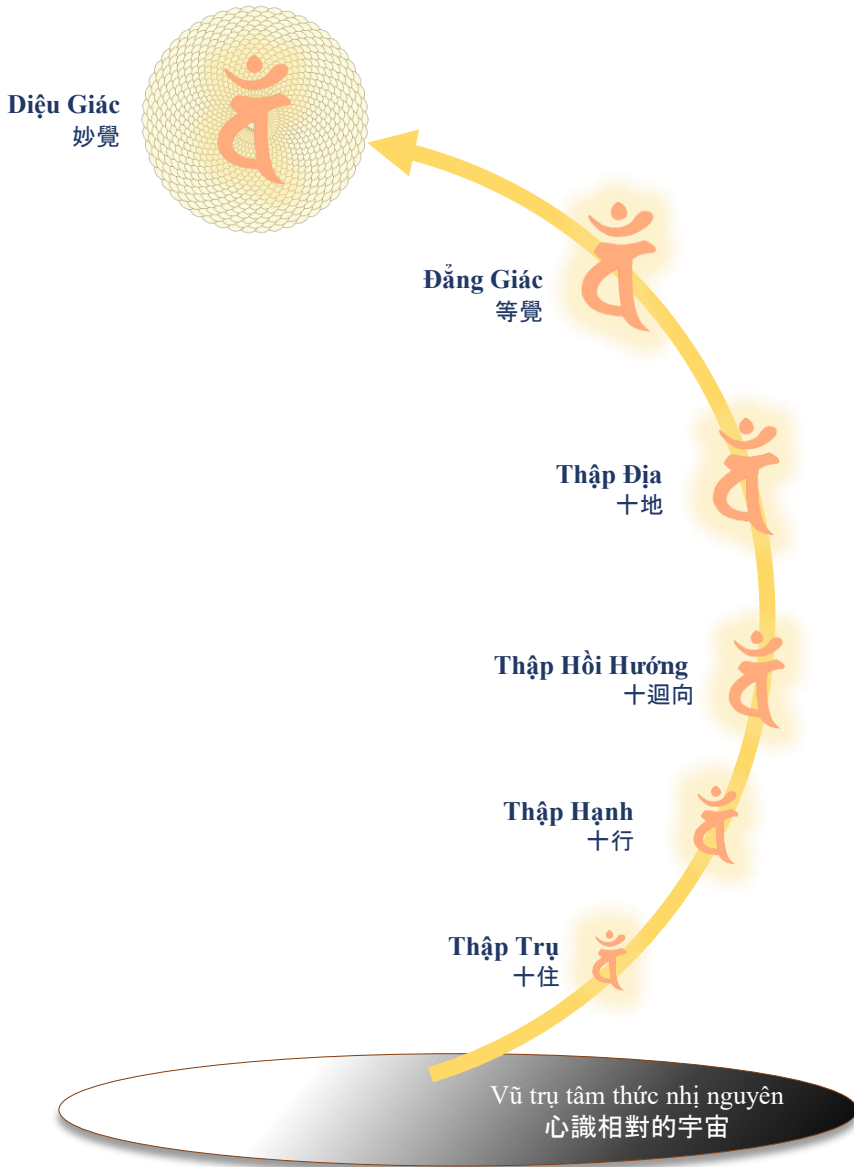 Diệu Giác
妙覺
Đẳng Giác
等覺
Thập Địa
十地
Thập Hồi Hướng
十迴向
Thập Hạnh
十行
Thập Trụ
十住
Vũ trụ tâm thức nhị nguyên
心識相對的宇宙